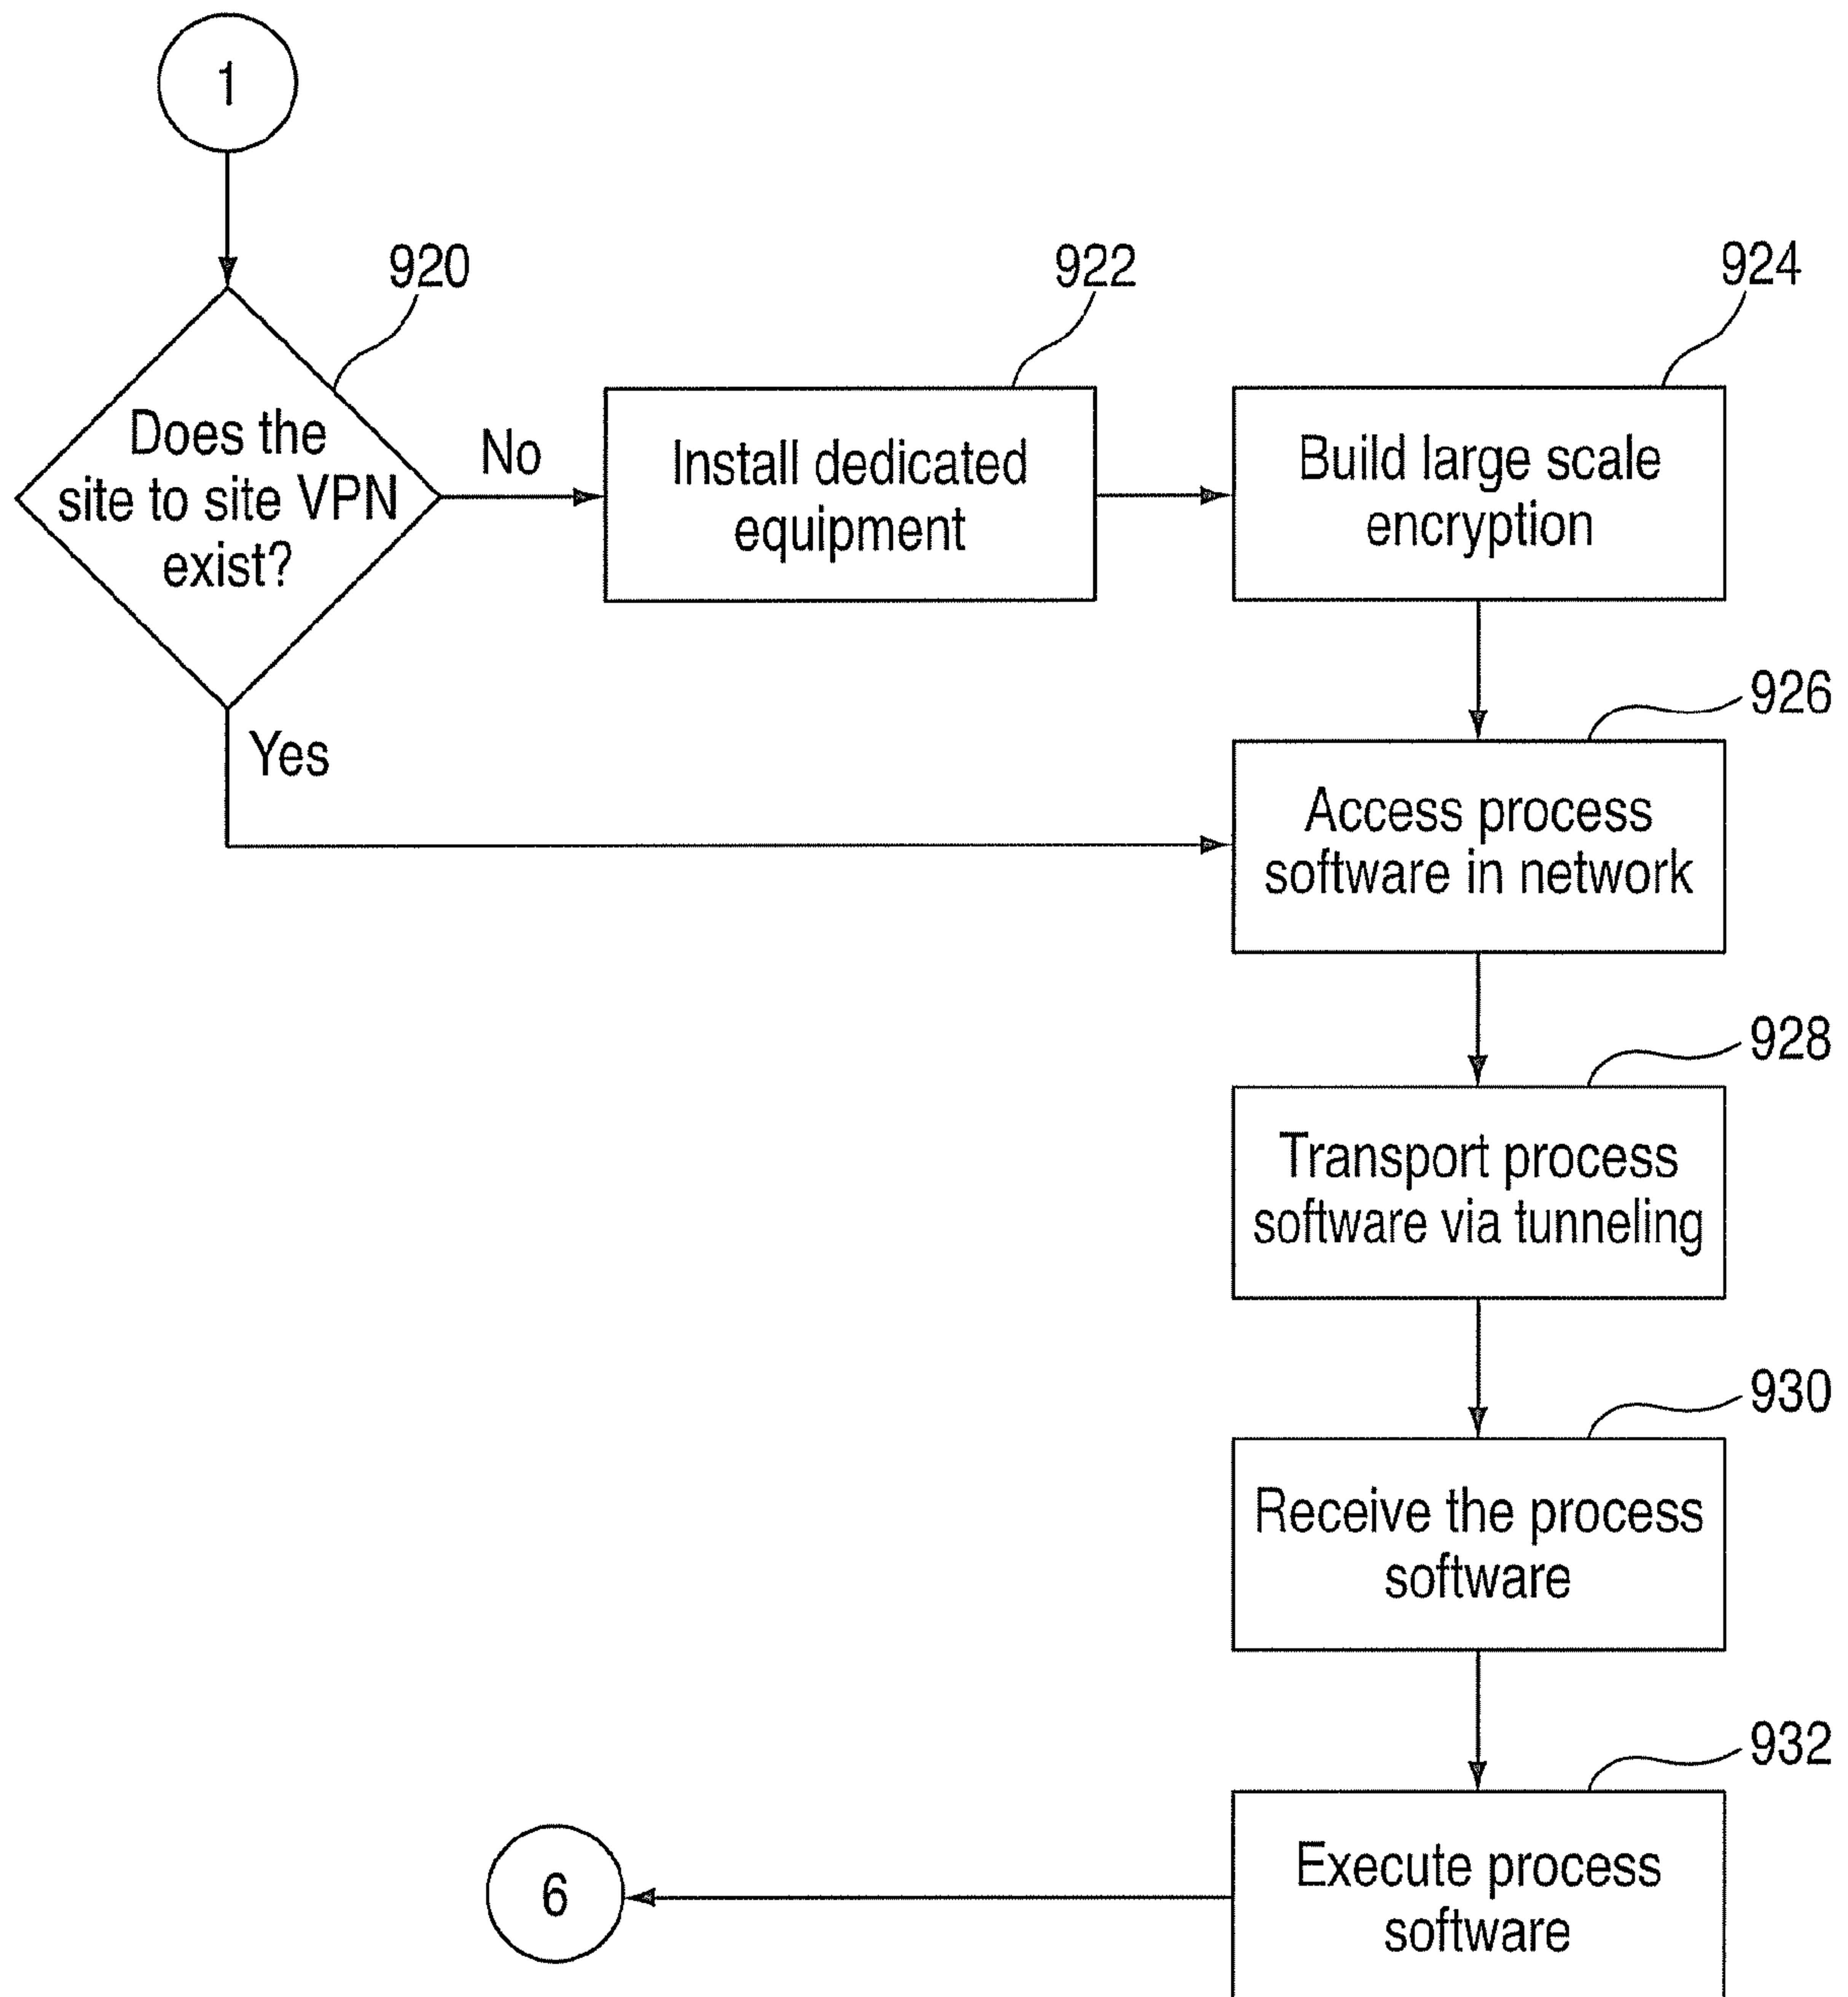 1
920
922
924
Does the
site to site VPN
exist?
No
Install dedicated
equipment
Build large scale
encryption
Yes
926
Access process
software in network
928
Transport process
software via tunneling
930
Receive the process
software
932
Execute process
software
6